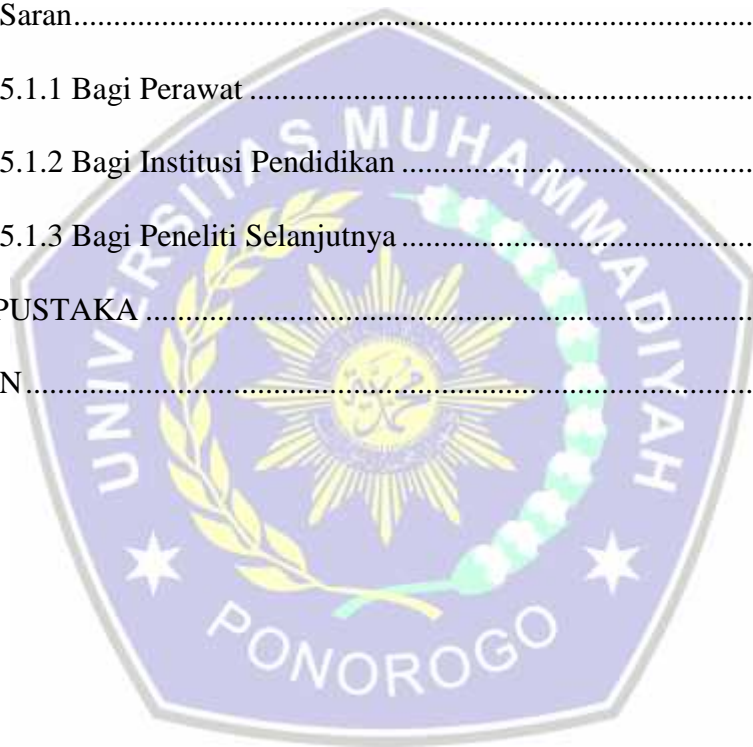 Saran........................................................................................
5.1.1 Bagi Perawat ................................................................
5.1.2 Bagi Institusi Pendidikan .............................................
5.1.3 Bagi Peneliti Selanjutnya .............................................
PUSTAKA .............................................................................
N.............................................................................................
UNIVERSITAS MUHAMMADIYAH
PONOROGO